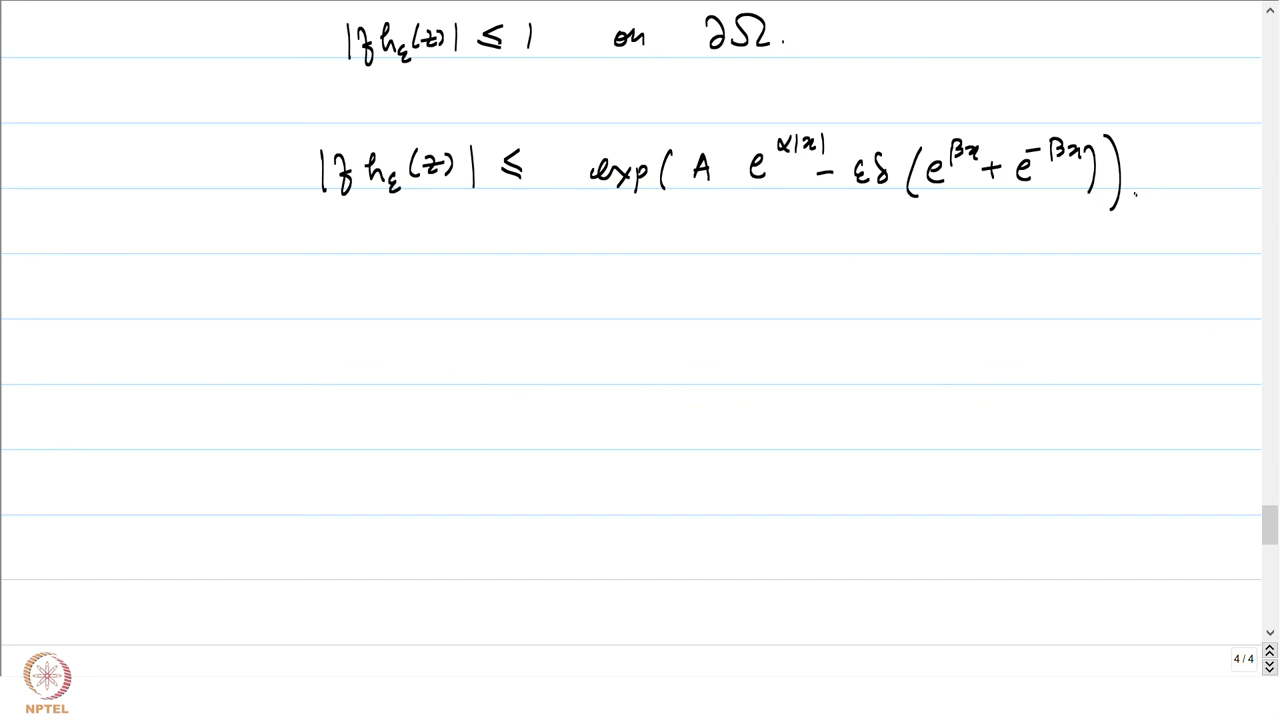 |f h_ε(z)| ≤ 1 on ∂Ω.
|f h_ε(z)| ≤ exp( A e^{α|x|} - εδ (e^{βx} + e^{-βx}) ).
4 / 4
NPTEL